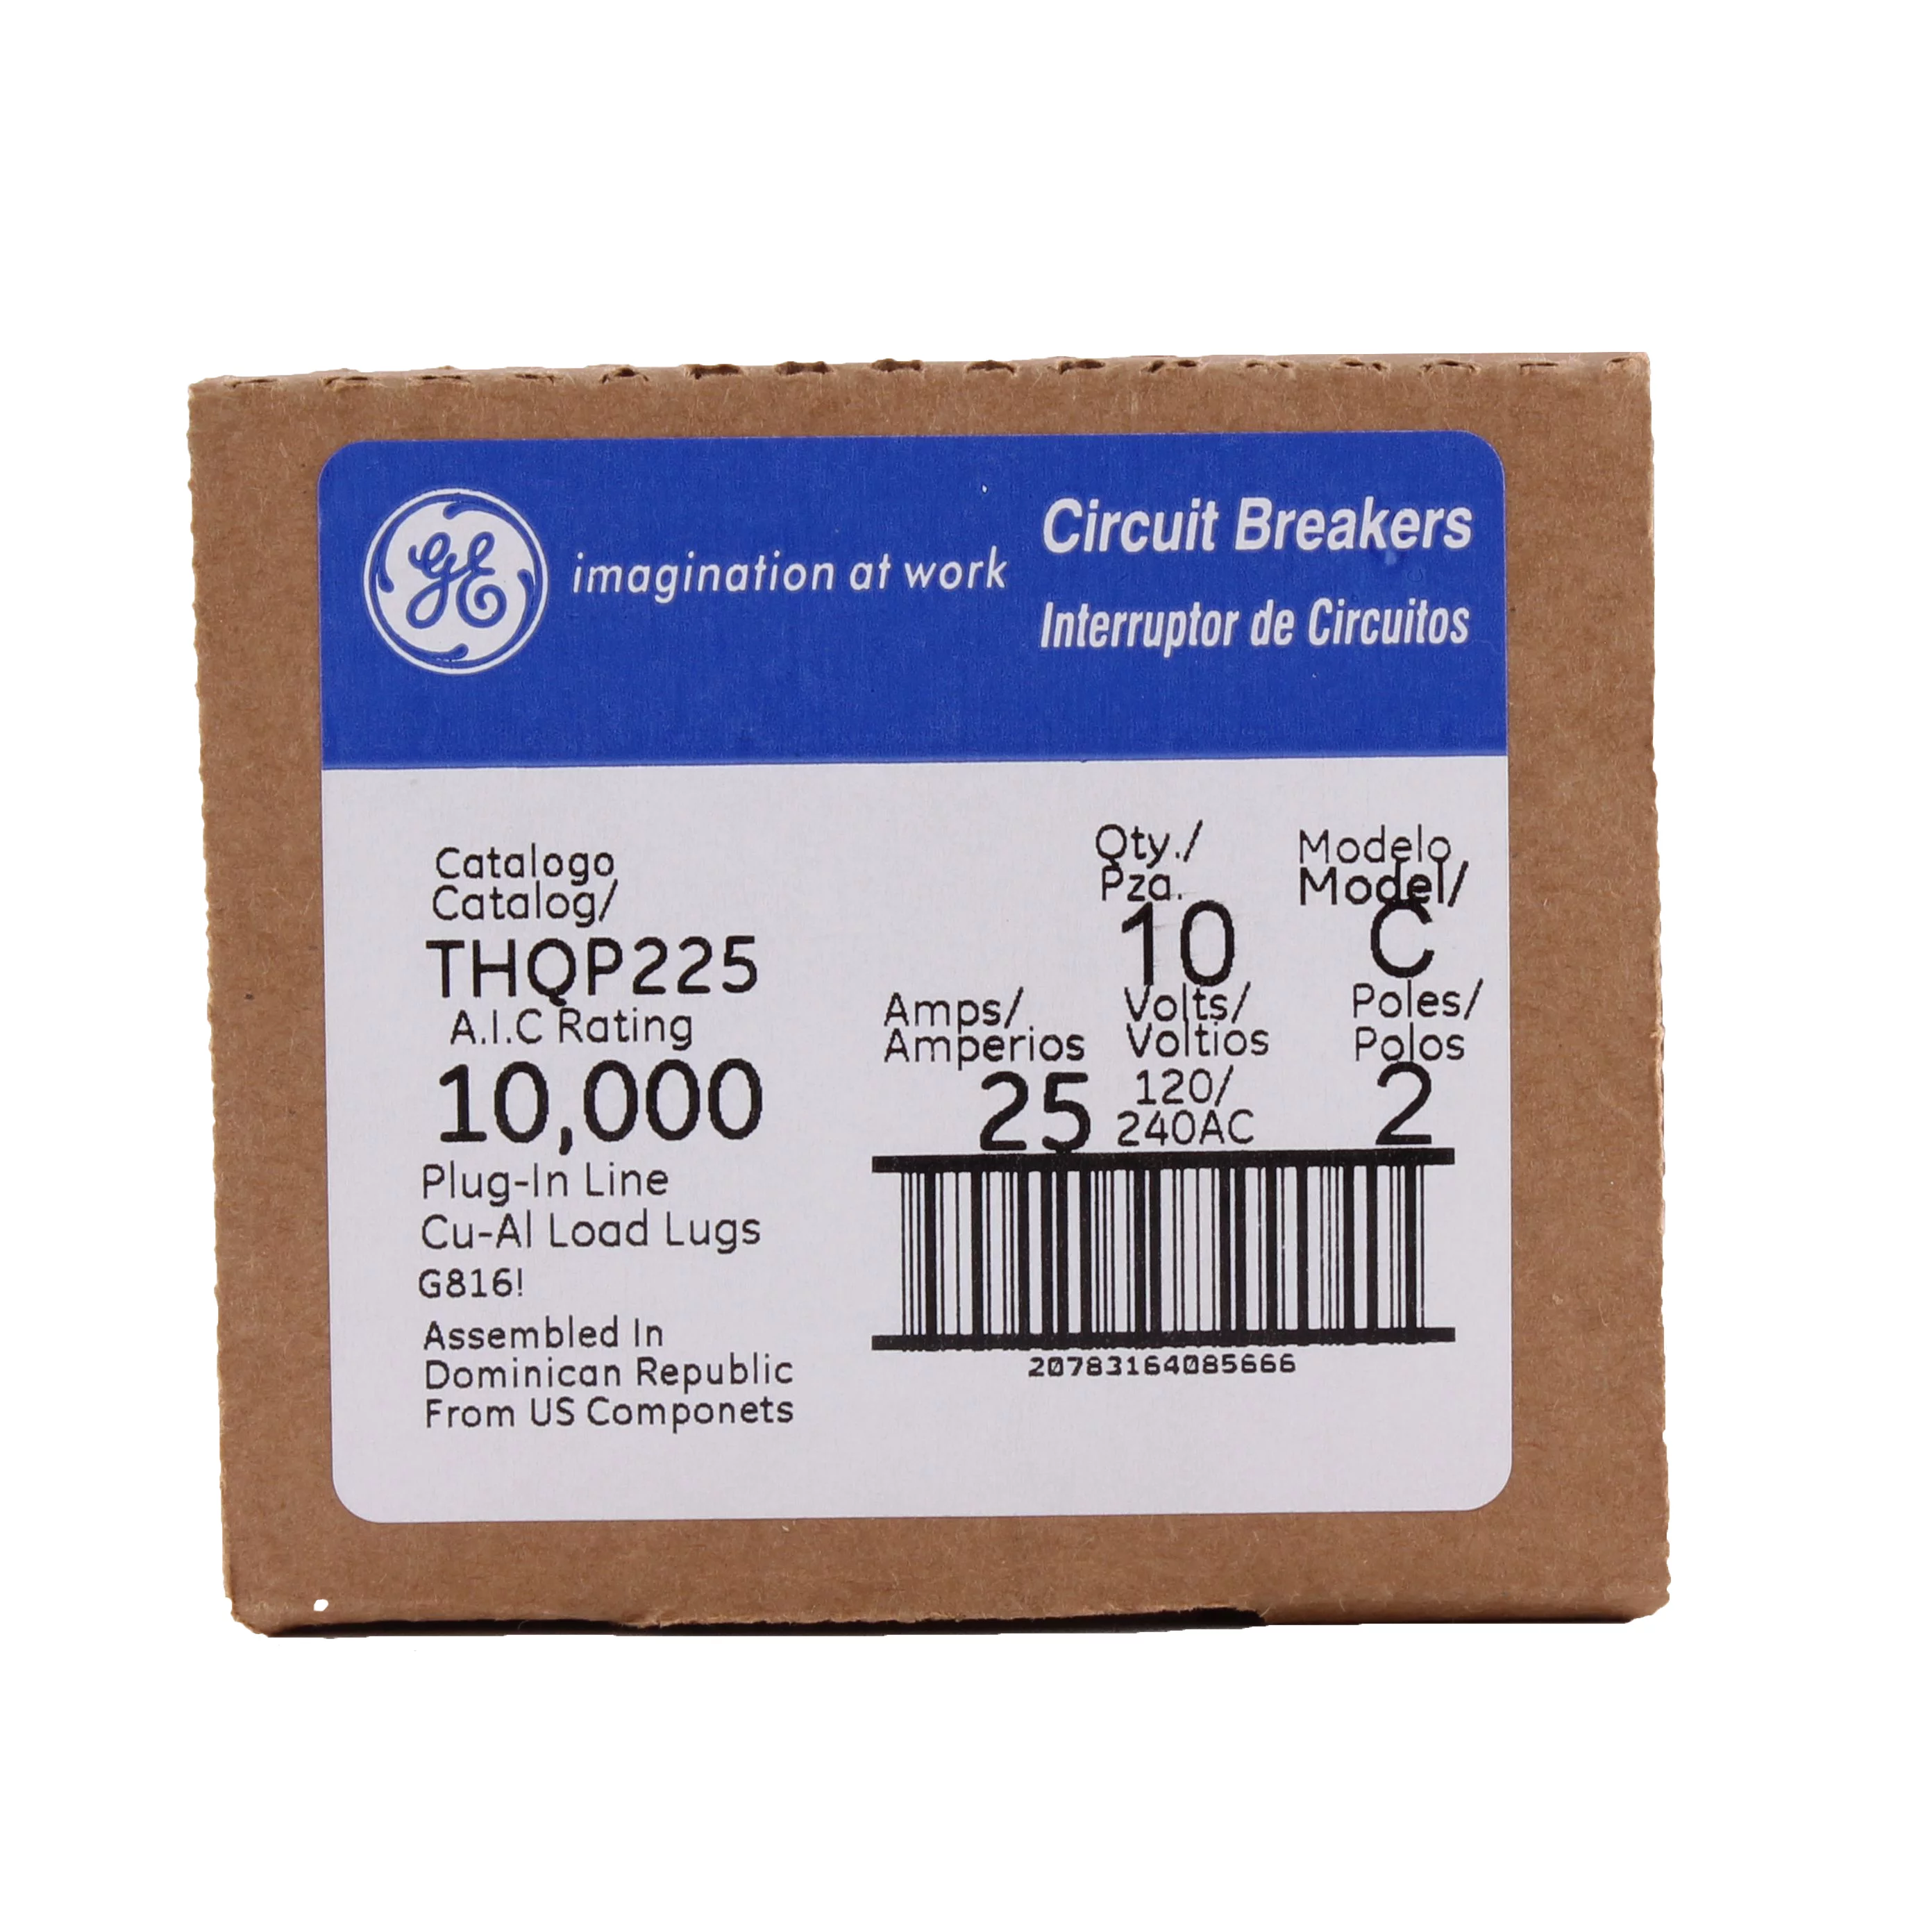 GE
imagination at work
Circuit Breakers
Interruptor de Circuitos
Catalogo
Catalog/
THQP225
A.I.C Rating
10,000
Plug-In Line
Cu-Al Load Lugs
G816!
Assembled In
Dominican Republic
From US Componets
Qty./
Pza.
10
Modelo
Model/
C
Amps/
Amperios
25
Volts/
Voltios
120/
240AC
Poles/
Polos
2
20783164085666